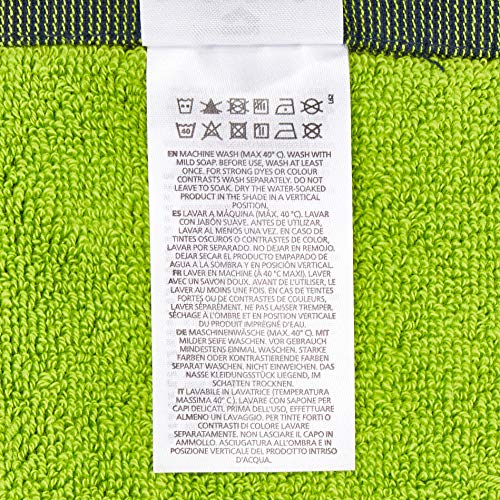 40
EN MACHINE WASH (MAX 40° C). WASH WITH
MILD SOAP. BEFORE USE, WASH AT LEAST
ONCE. FOR STRONG DYES OR COLOUR
CONTRASTS WASH SEPARATELY. DO NOT
LEAVE TO SOAK. DRY THE WATER-SOAKED
PRODUCT IN THE SHADE IN A VERTICAL
POSITION.
ES LAVAR A MÁQUINA (MÁX. 40 °C). LAVAR
CON JABÓN SUAVE. ANTES DE UTILIZAR,
LAVAR AL MENOS UNA VEZ. EN CASO DE
TINTES OSCUROS O CONTRASTES DE COLOR,
LAVAR POR SEPARADO. NO DEJAR EN REMOJO.
DEJAR SECAR EL PRODUCTO EMPAPADO DE
AGUA A LA SOMBRA Y EN POSICIÓN VERTICAL.
FR LAVER EN MACHINE (À 40 °C MAXI). LAVER
AVEC UN SAVON DOUX. AVANT DE L'UTILISER, LE
LAVER AU MOINS UNE FOIS. EN CAS DE TEINTES
FORTES OU DE CONTRASTES DE COULEURS,
LAVER SÉPARÉMENT. NE PAS LAISSER TREMPER.
SÉCHAGE À L'OMBRE ET EN POSITION VERTICALE
DU PRODUIT IMPRÉGNÉ D'EAU.
DE MASCHINENWÄSCHE (MAX. 40 °C). MIT
MILDER SEIFE WASCHEN. VOR GEBRAUCH
MINDESTENS EINMAL WASCHEN. STARKE
FARBEN ODER KONTRASTIERENDE FARBEN
SEPARAT WASCHEN. NICHT EINWEICHEN. DAS
NASSE KLEIDUNGSSTÜCK LIEGEND, IM
SCHATTEN TROCKNEN.
IT LAVABILE IN LAVATRICE (TEMPERATURA
MASSIMA 40° C ). LAVARE CON SAPONE PER
CAPI DELICATI. PRIMA DELL'USO, EFFETTUARE
ALMENO UN LAVAGGIO. PER TINTE FORTI O
CONTRASTI DI COLORE LAVARE
SEPARATAMENTE. NON LASCIARE IL CAPO IN
AMMOLLO. ASCIUGATURA ALL'OMBRA E IN
POSIZIONE VERTICALE DEL PRODOTTO INTRISO
D'ACQUA.